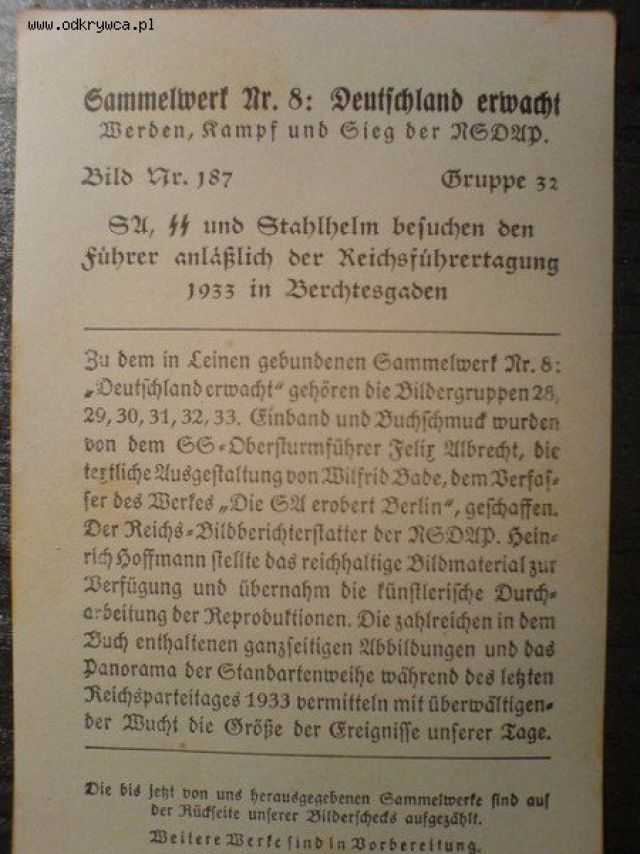 www.odkrywca.pl
Sammelwerk Nr. 8: Deutschland erwacht
Werden, Kampf und Sieg der NSDAP.
Bild Nr. 187 Gruppe 32
SA, SS und Stahlhelm besuchen den
Führer anläßlich der Reichsführertagung
1933 in Berchtesgaden
Zu dem in Leinen gebundenen Sammelwerk Nr. 8:
„Deutschland erwacht“ gehören die Bildergruppen 28,
29, 30, 31, 32, 33. Einband und Buchschmuck wurden
von dem SS-Obersturmführer Felix Albrecht, die
textliche Ausgestaltung von Wilfrid Bade, dem Verfas-
ser des Werkes „Die SA erobert Berlin“, geschaffen.
Der Reichs-Bildberichterstatter der NSDAP. Hein-
rich Hoffmann stellte das reichhaltige Bildmaterial zur
Verfügung und übernahm die künstlerische Durch-
arbeitung der Reproduktionen. Die zahlreichen in dem
Buch enthaltenen ganzseitigen Abbildungen und das
Panorama der Standartenweihe während des letzten
Reichsparteitages 1933 vermitteln mit überwältigen-
der Wucht die Größe der Ereignisse unserer Tage.
Die bis jetzt von uns herausgegebenen Sammelwerke sind auf
der Rückseite unserer Bilderschecks aufgezählt.
Weitere Werke sind in Vorbereitung.